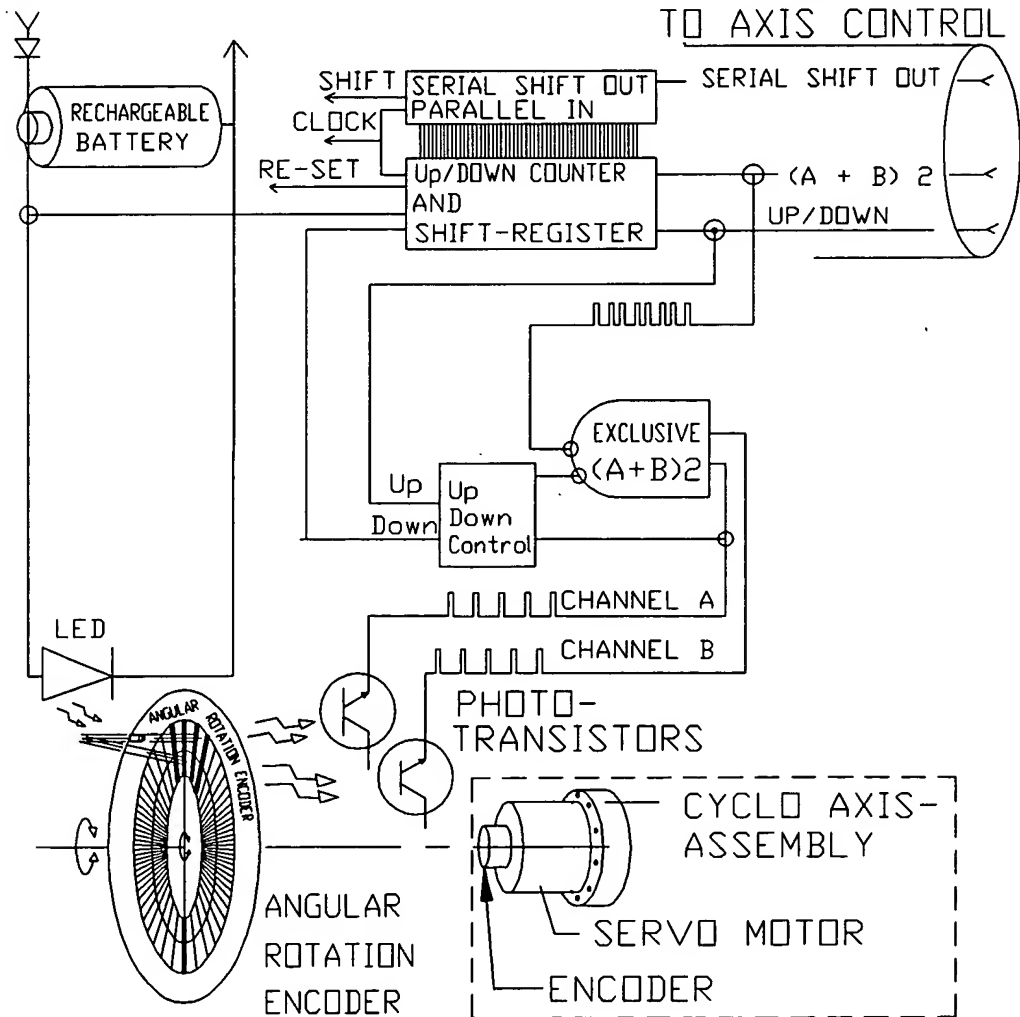 TO AXIS CONTROL
SHIFT
SERIAL SHIFT OUT
PARALLEL IN
SERIAL SHIFT OUT
RECHARGEABLE
BATTERY
CLOCK
RE-SET
Up/DOWN COUNTER
AND
SHIFT-REGISTER
(A + B) 2
UP/DOWN
EXCLUSIVE
(A+B)2
Up
Down
Up
Down
Control
CHANNEL A
CHANNEL B
LED
PHOTO-
TRANSISTORS
ANGULAR ROTATION ENCODER
CYCLO AXIS-
ASSEMBLY
SERVO MOTOR
ENCODER
ANGULAR
ROTATION
ENCODER